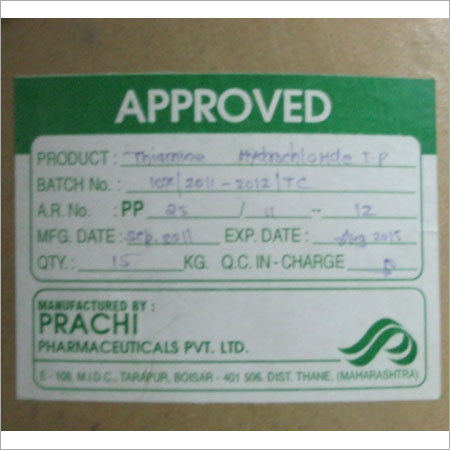 APPROVED
PRODUCT : Thiamine Hydrochloride I.P
BATCH No. : /2011-2012/TC
A.R. No. : PP 25 / 11 -- 12
MFG. DATE : Sep. 2011 EXP. DATE : Aug 2015
QTY. : 15 KG. Q.C. IN-CHARGE
MANUFACTURED BY :
PRACHI
PHARMACEUTICALS PVT. LTD.
E - 108, M.I.D.C., TARAPUR, BOISAR - 401 506. DIST. THANE, (MAHARASHTRA)